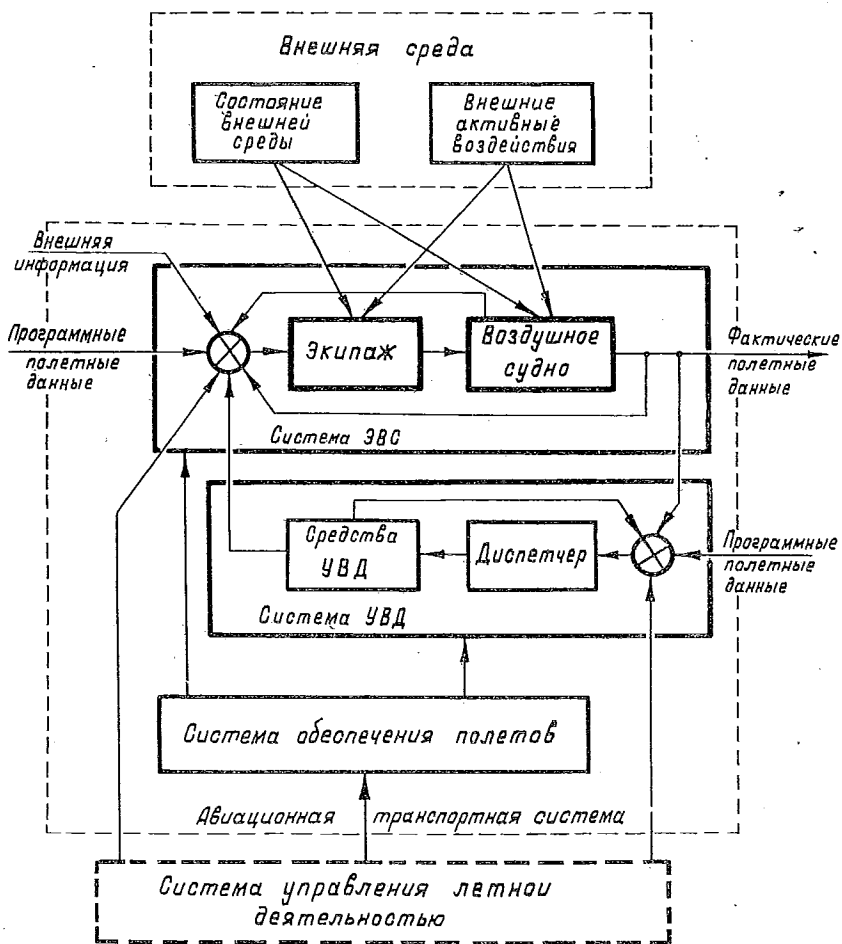 Внешняя среда
Состояние
внешней
среды
Внешние
активные
воздействия
Внешняя
информация
Программные
полетные
данные
Экипаж
Воздушное
судно
Фактические
полетные
данные
Система ЭВС
Средства
УВД
Диспетчер
Программные
полетные
данные
Система УВД
Система обеспечения полетов
Авиационная транспортная система
Система управления летной
деятельностью